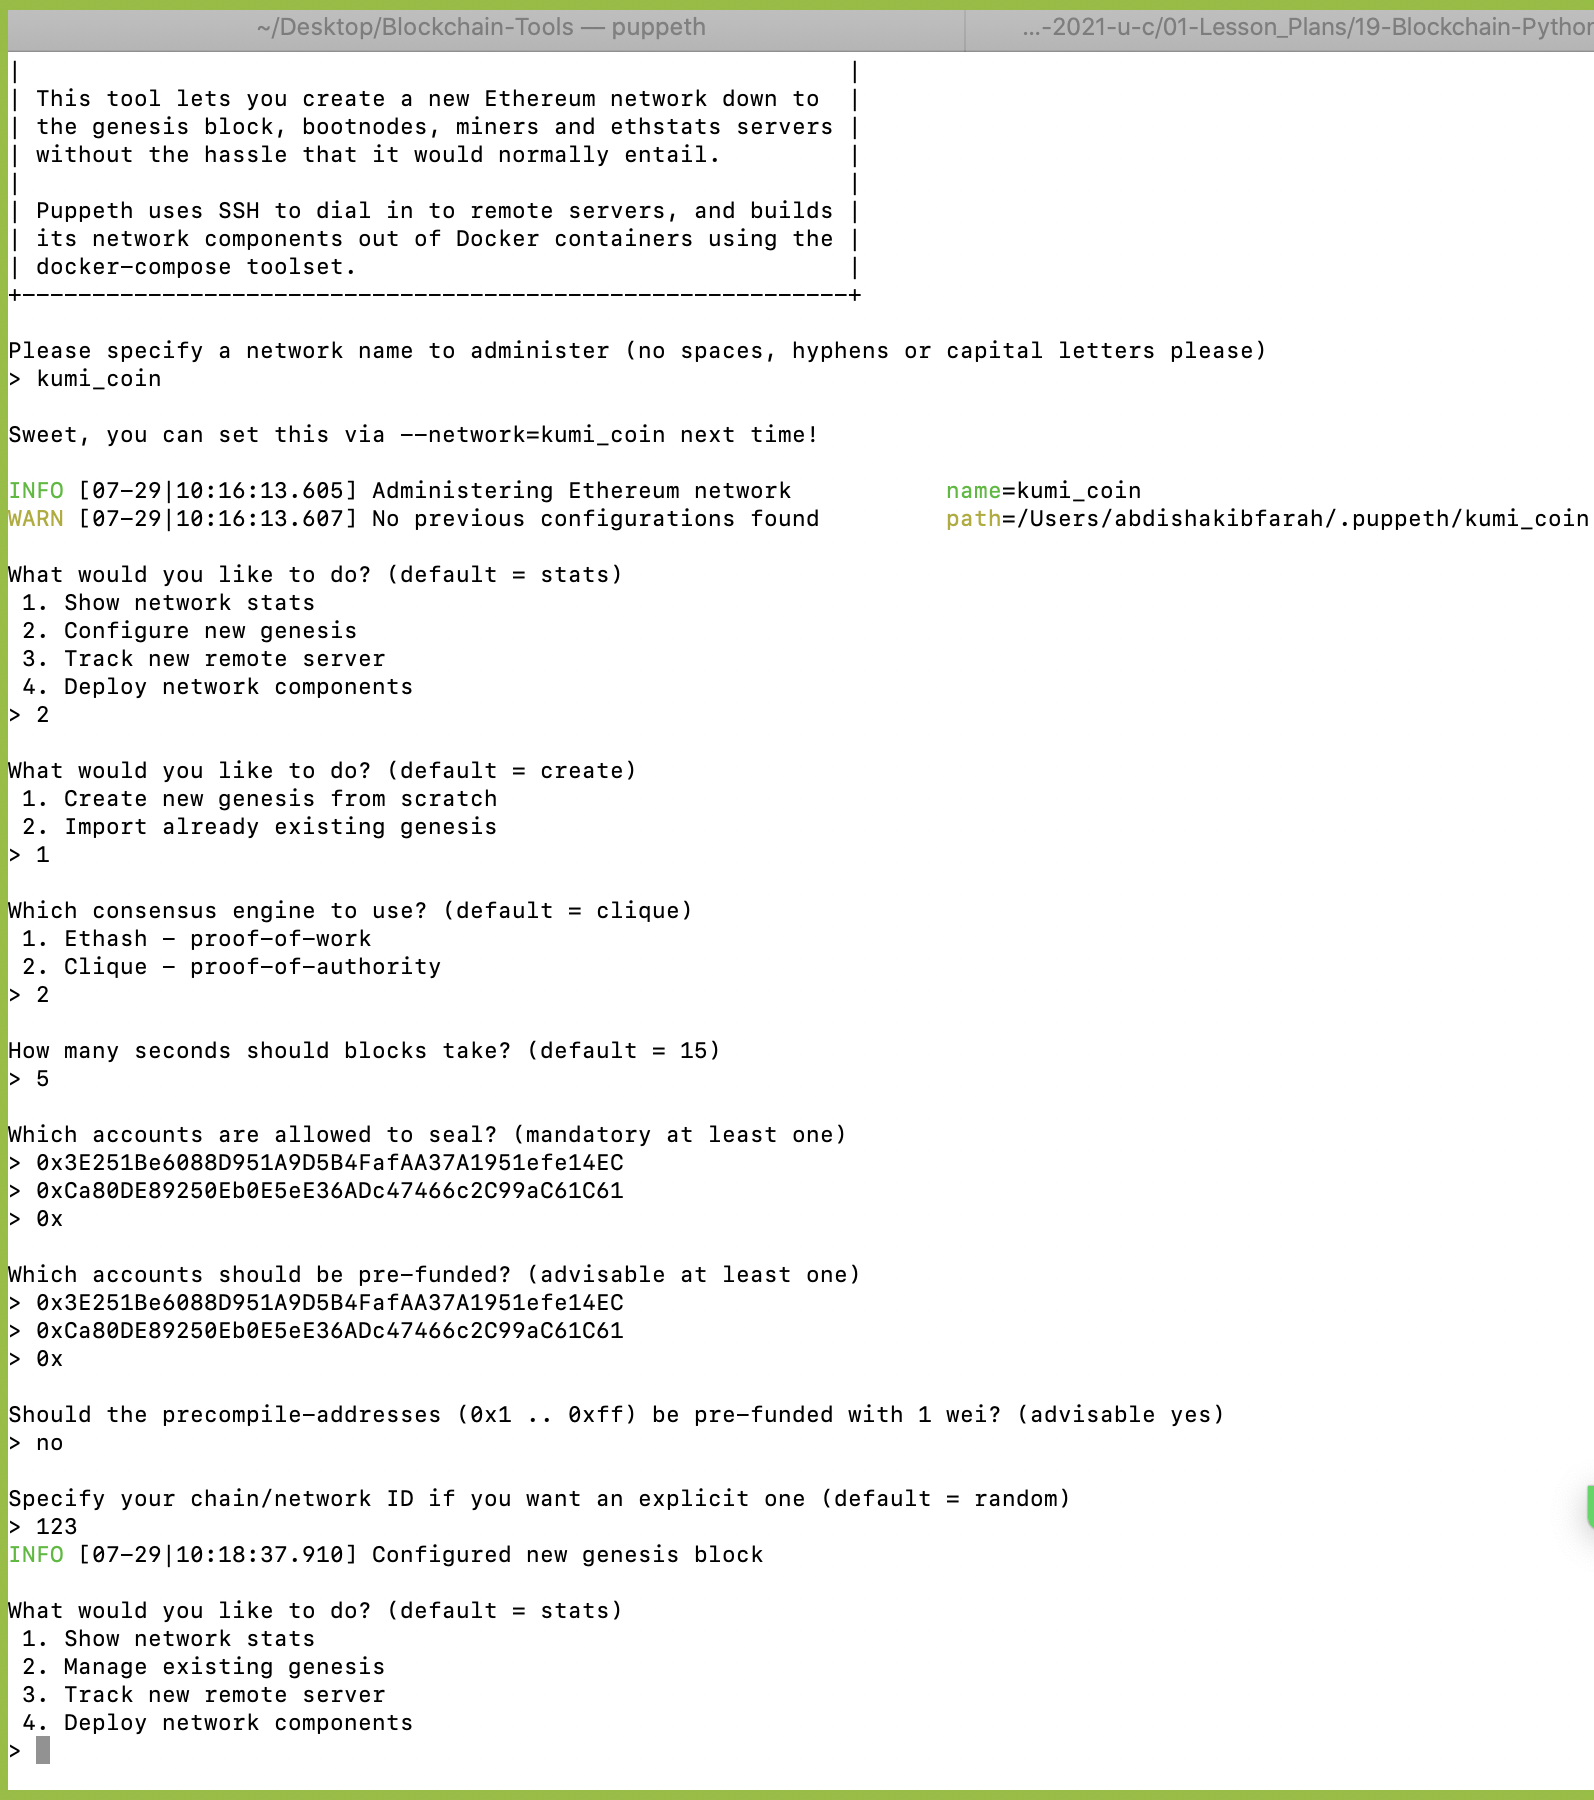 ~/Desktop/Blockchain-Tools — puppeth
...-2021-u-c/01-Lesson_Plans/19-Blockchain-Python
| |
| This tool lets you create a new Ethereum network down to |
| the genesis block, bootnodes, miners and ethstats servers |
| without the hassle that it would normally entail. |
| |
| Puppeth uses SSH to dial in to remote servers, and builds |
| its network components out of Docker containers using the |
| docker-compose toolset. |
+-----------------------------------------------------------+
Please specify a network name to administer (no spaces, hyphens or capital letters please)
> kumi_coin
Sweet, you can set this via --network=kumi_coin next time!
INFO [07-29|10:16:13.605] Administering Ethereum network name=kumi_coin
WARN [07-29|10:16:13.607] No previous configurations found path=/Users/abdishakibfarah/.puppeth/kumi_coin
What would you like to do? (default = stats)
1. Show network stats
2. Configure new genesis
3. Track new remote server
4. Deploy network components
> 2
What would you like to do? (default = create)
1. Create new genesis from scratch
2. Import already existing genesis
> 1
Which consensus engine to use? (default = clique)
1. Ethash - proof-of-work
2. Clique - proof-of-authority
> 2
How many seconds should blocks take? (default = 15)
> 5
Which accounts are allowed to seal? (mandatory at least one)
> 0x3E251Be6088D951A9D5B4FafAA37A1951efe14EC
> 0xCa80DE89250Eb0E5eE36ADc47466c2C99aC61C61
> 0x
Which accounts should be pre-funded? (advisable at least one)
> 0x3E251Be6088D951A9D5B4FafAA37A1951efe14EC
> 0xCa80DE89250Eb0E5eE36ADc47466c2C99aC61C61
> 0x
Should the precompile-addresses (0x1 .. 0xff) be pre-funded with 1 wei? (advisable yes)
> no
Specify your chain/network ID if you want an explicit one (default = random)
> 123
INFO [07-29|10:18:37.910] Configured new genesis block
What would you like to do? (default = stats)
1. Show network stats
2. Manage existing genesis
3. Track new remote server
4. Deploy network components
>